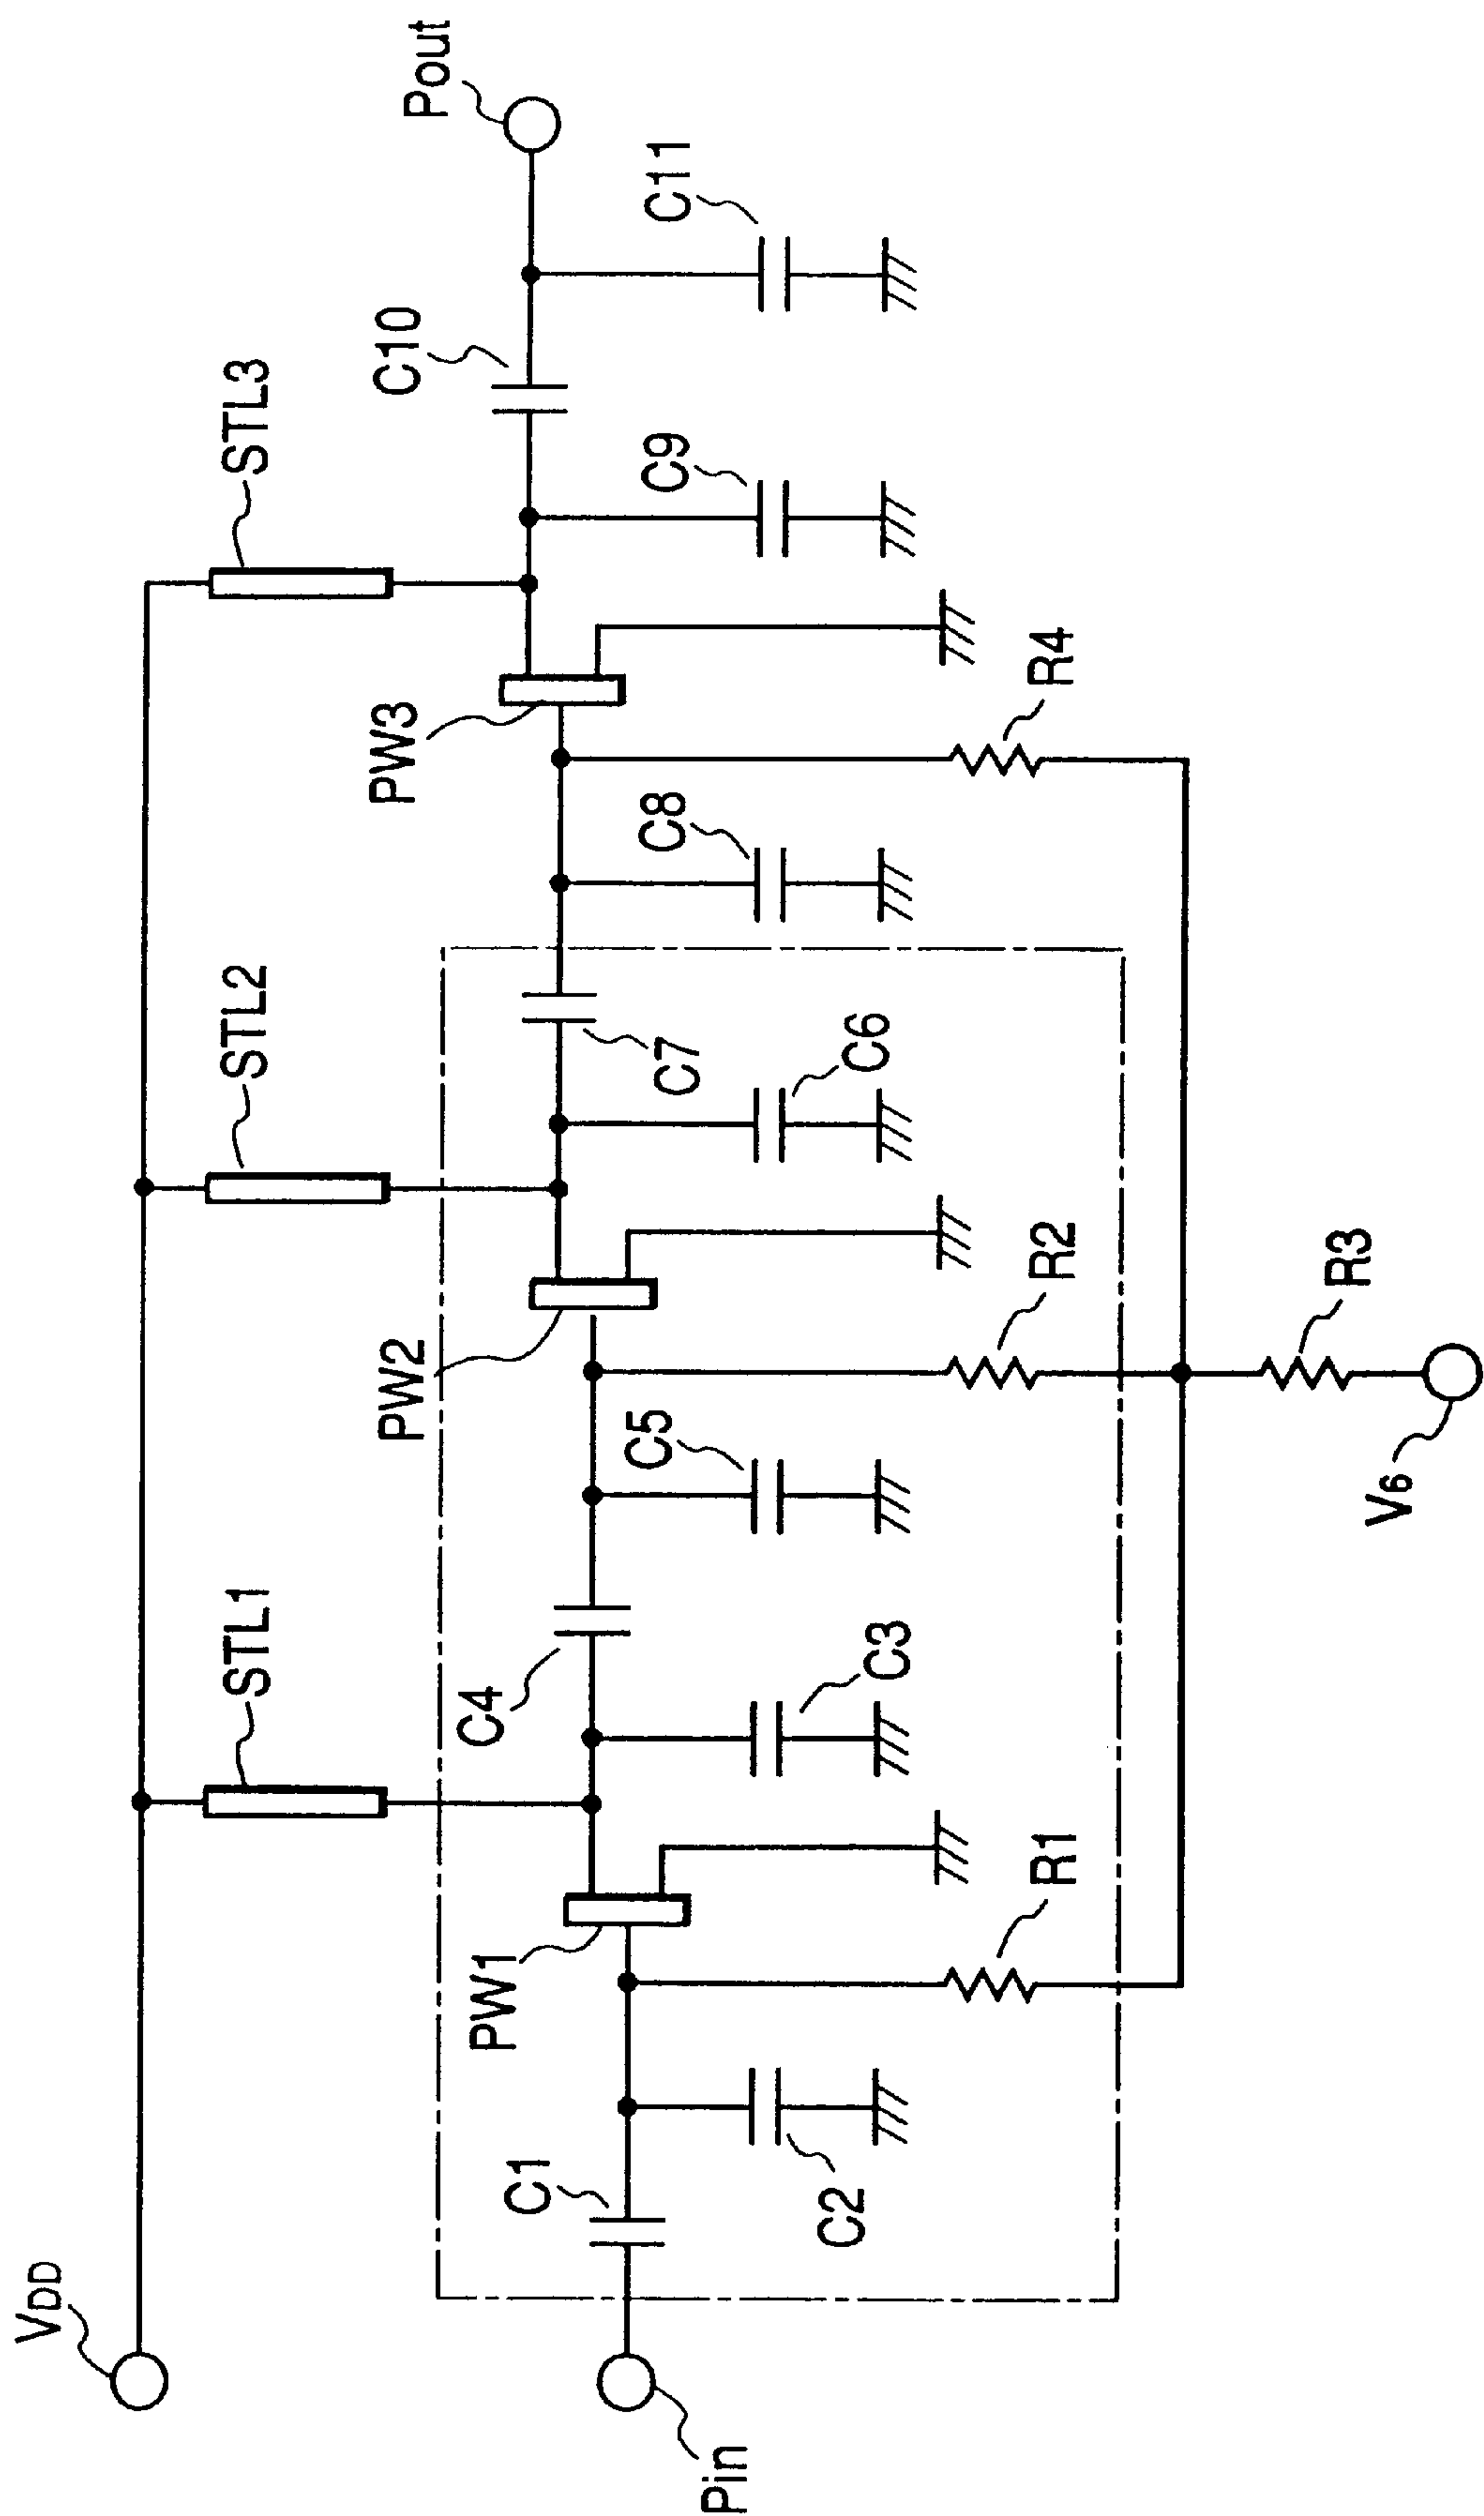 VDD
STL1
STL2
STL3
Pout
C10
C11
C9
PW3
C8
PW2
C7
C6
C4
C5
C3
PW1
C1
C2
Pin
R1
R2
R4
R3
V6